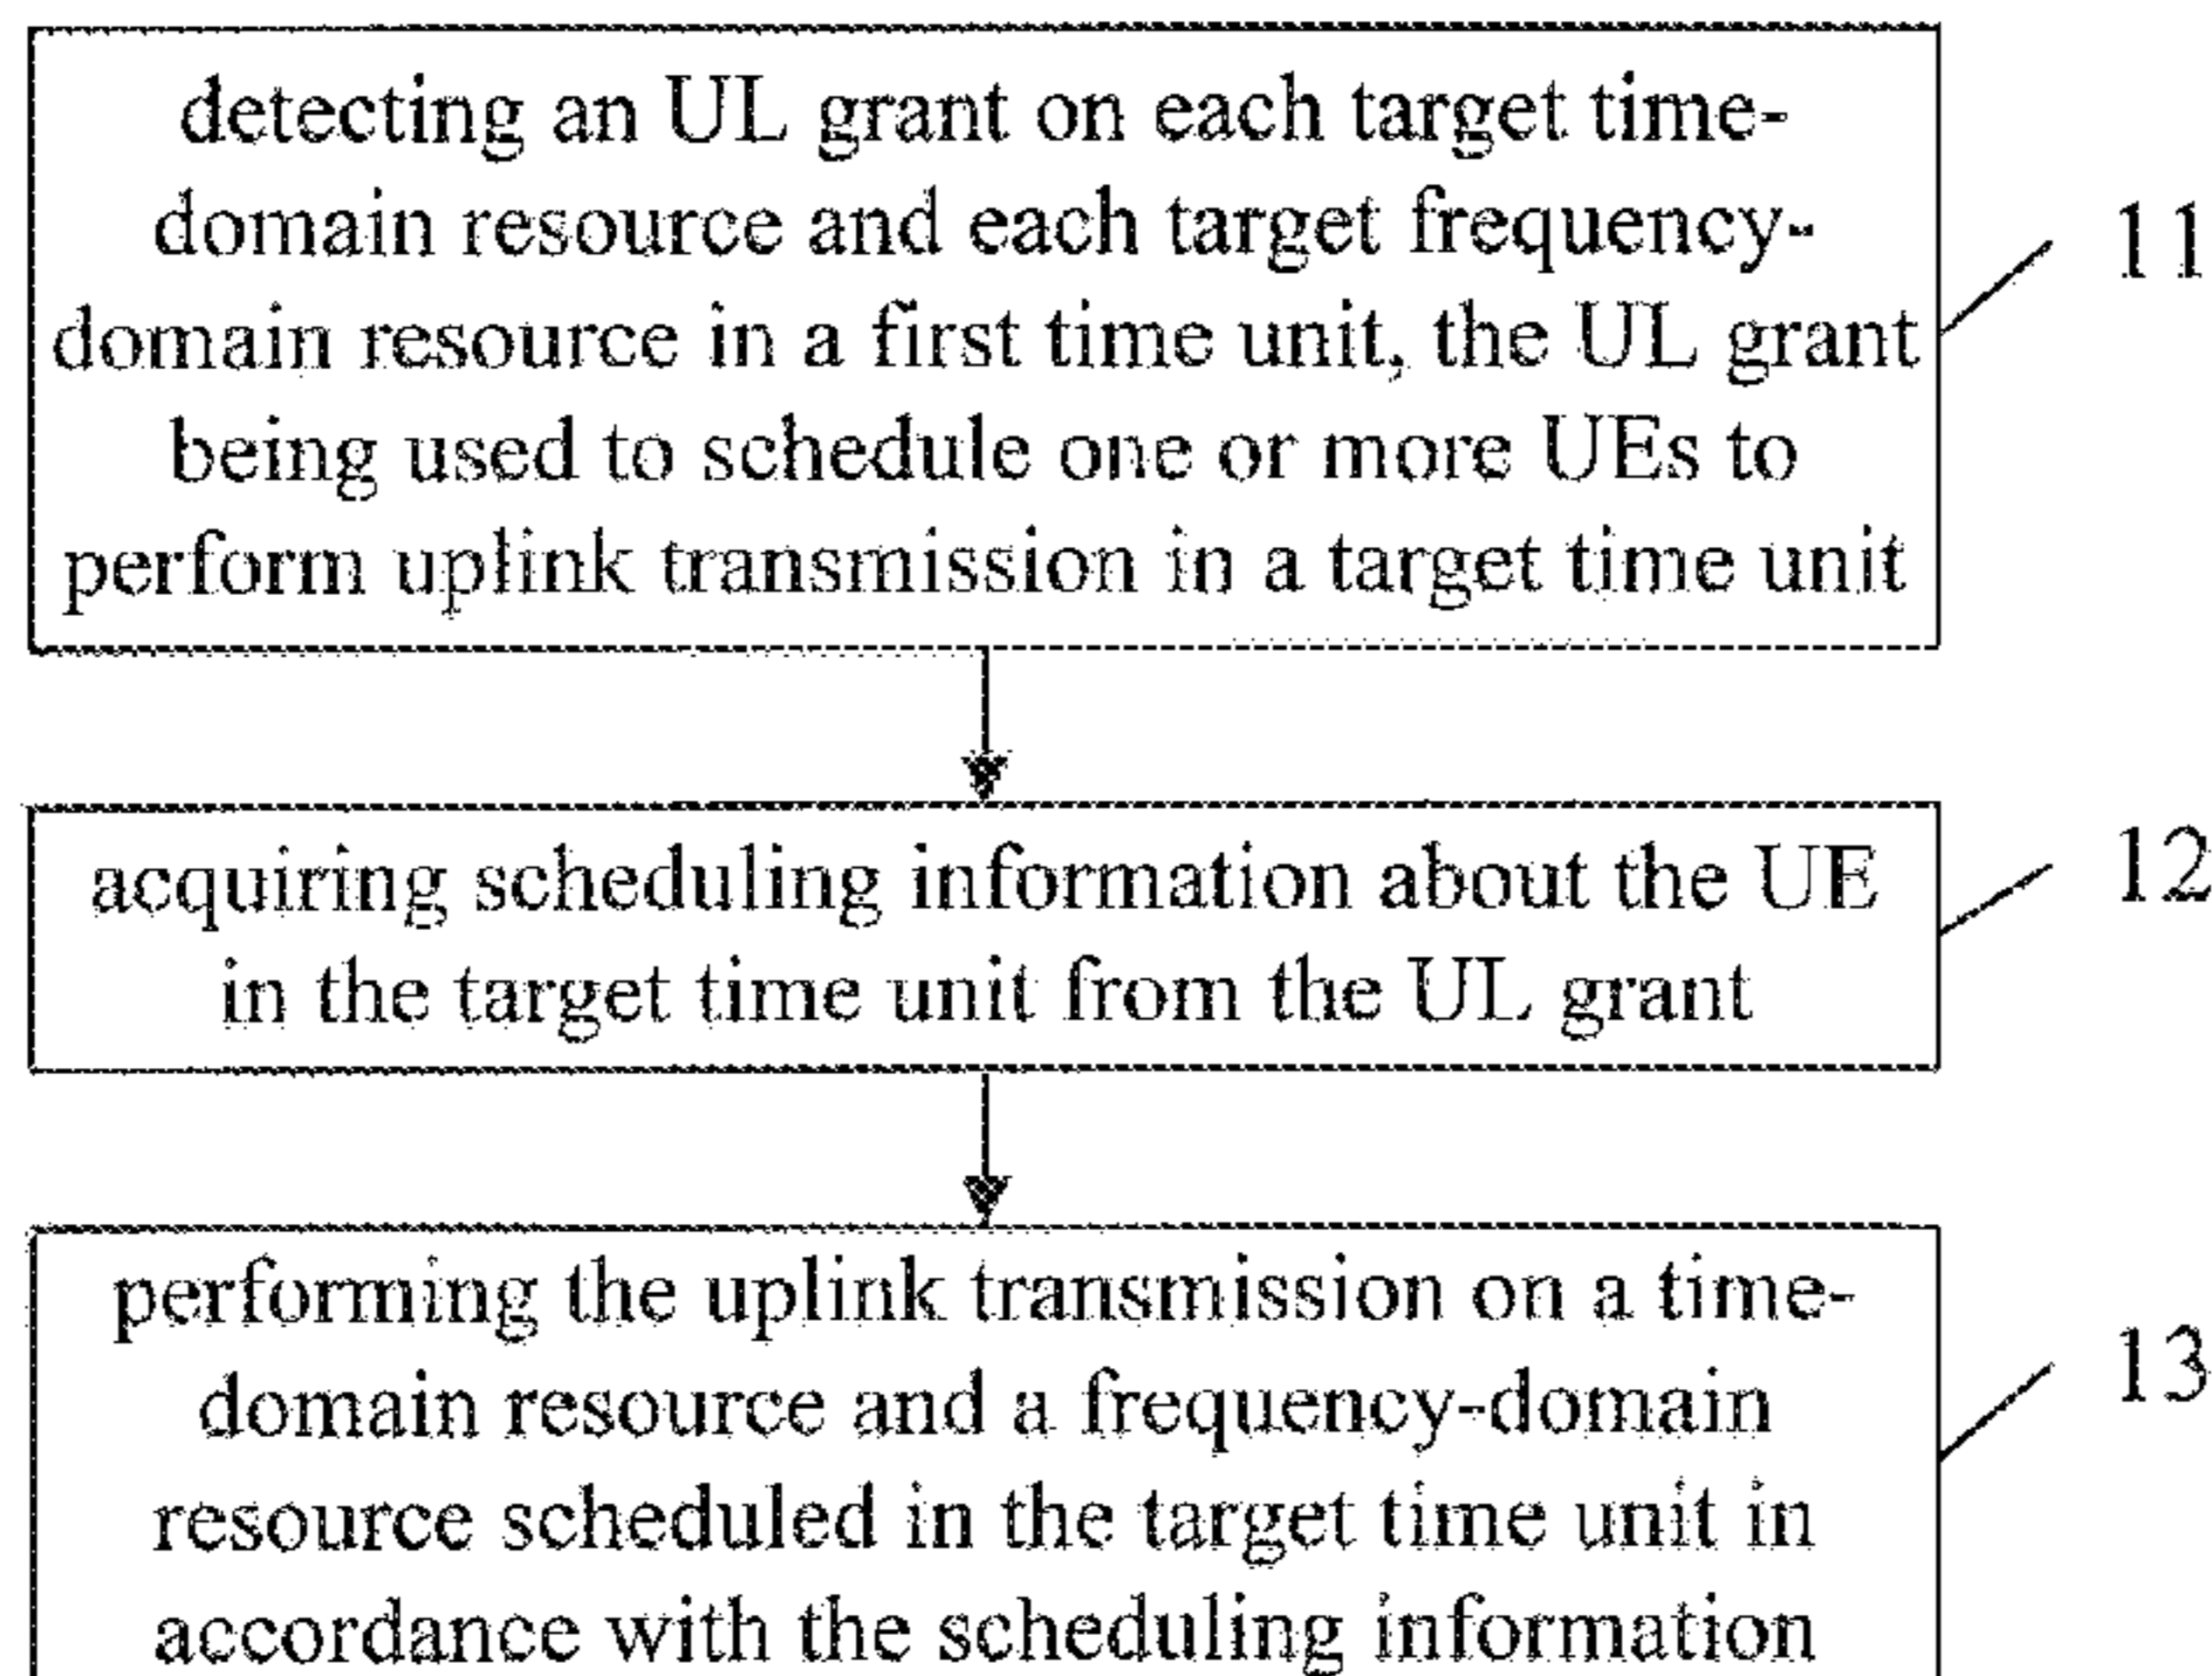 detecting an UL grant on each target time-
domain resource and each target frequency-
domain resource in a first time unit, the UL grant
being used to schedule one or more UEs to
perform uplink transmission in a target time unit
11
acquiring scheduling information about the UE
in the target time unit from the UL grant
12
performing the uplink transmission on a time-
domain resource and a frequency-domain
resource scheduled in the target time unit in
accordance with the scheduling information
13